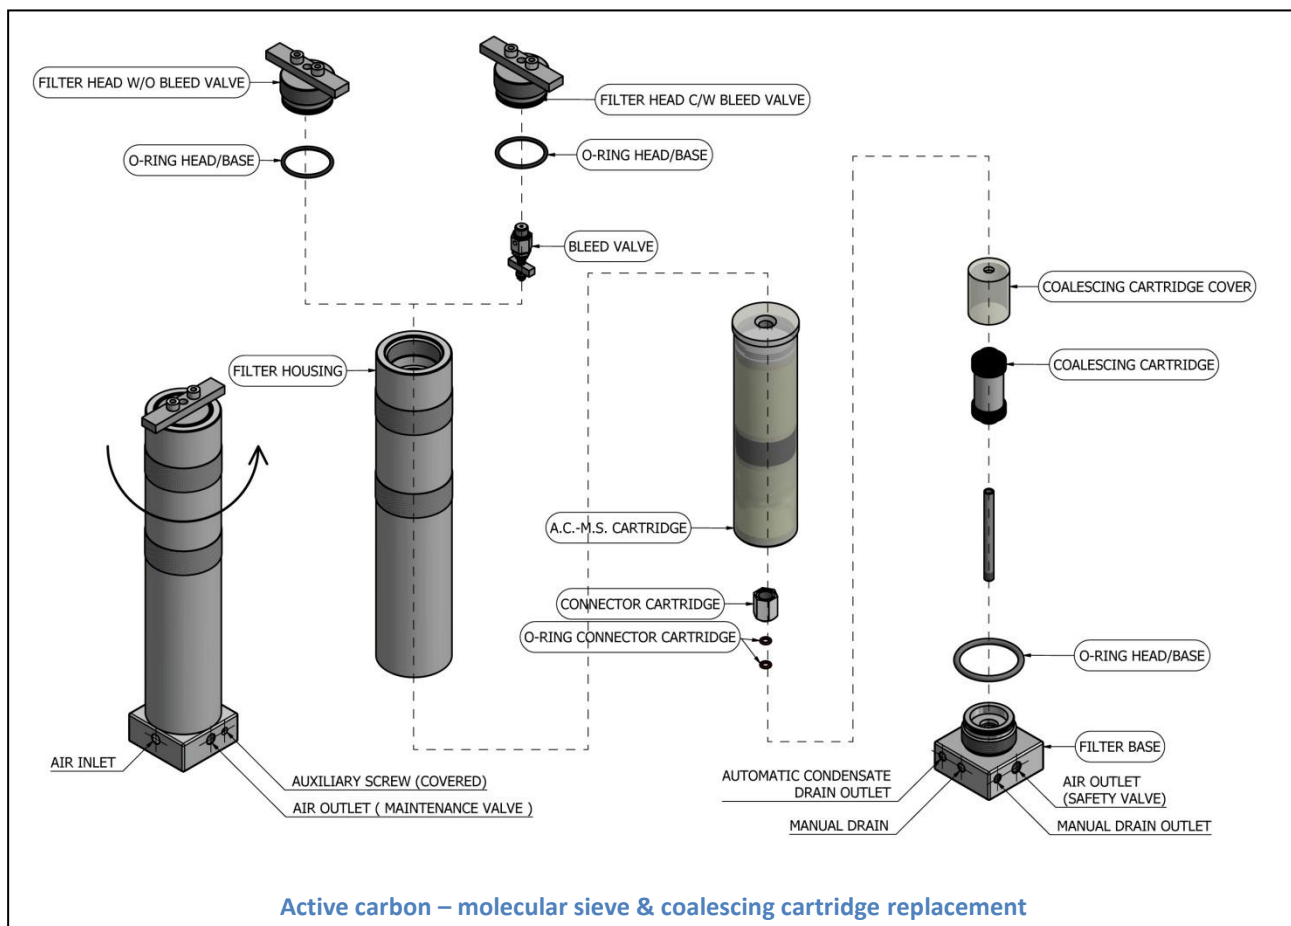 FILTER HEAD W/O BLEED VALVE
FILTER HEAD C/W BLEED VALVE
O-RING HEAD/BASE
O-RING HEAD/BASE
BLEED VALVE
COALESCING CARTRIDGE COVER
FILTER HOUSING
COALESCING CARTRIDGE
A.C.-M.S. CARTRIDGE
CONNECTOR CARTRIDGE
O-RING CONNECTOR CARTRIDGE
O-RING HEAD/BASE
FILTER BASE
AIR INLET
AUXILIARY SCREW (COVERED)
AIR OUTLET ( MAINTENANCE VALVE )
AUTOMATIC CONDENSATE
DRAIN OUTLET
MANUAL DRAIN
AIR OUTLET
(SAFETY VALVE)
MANUAL DRAIN OUTLET
Active carbon – molecular sieve & coalescing cartridge replacement